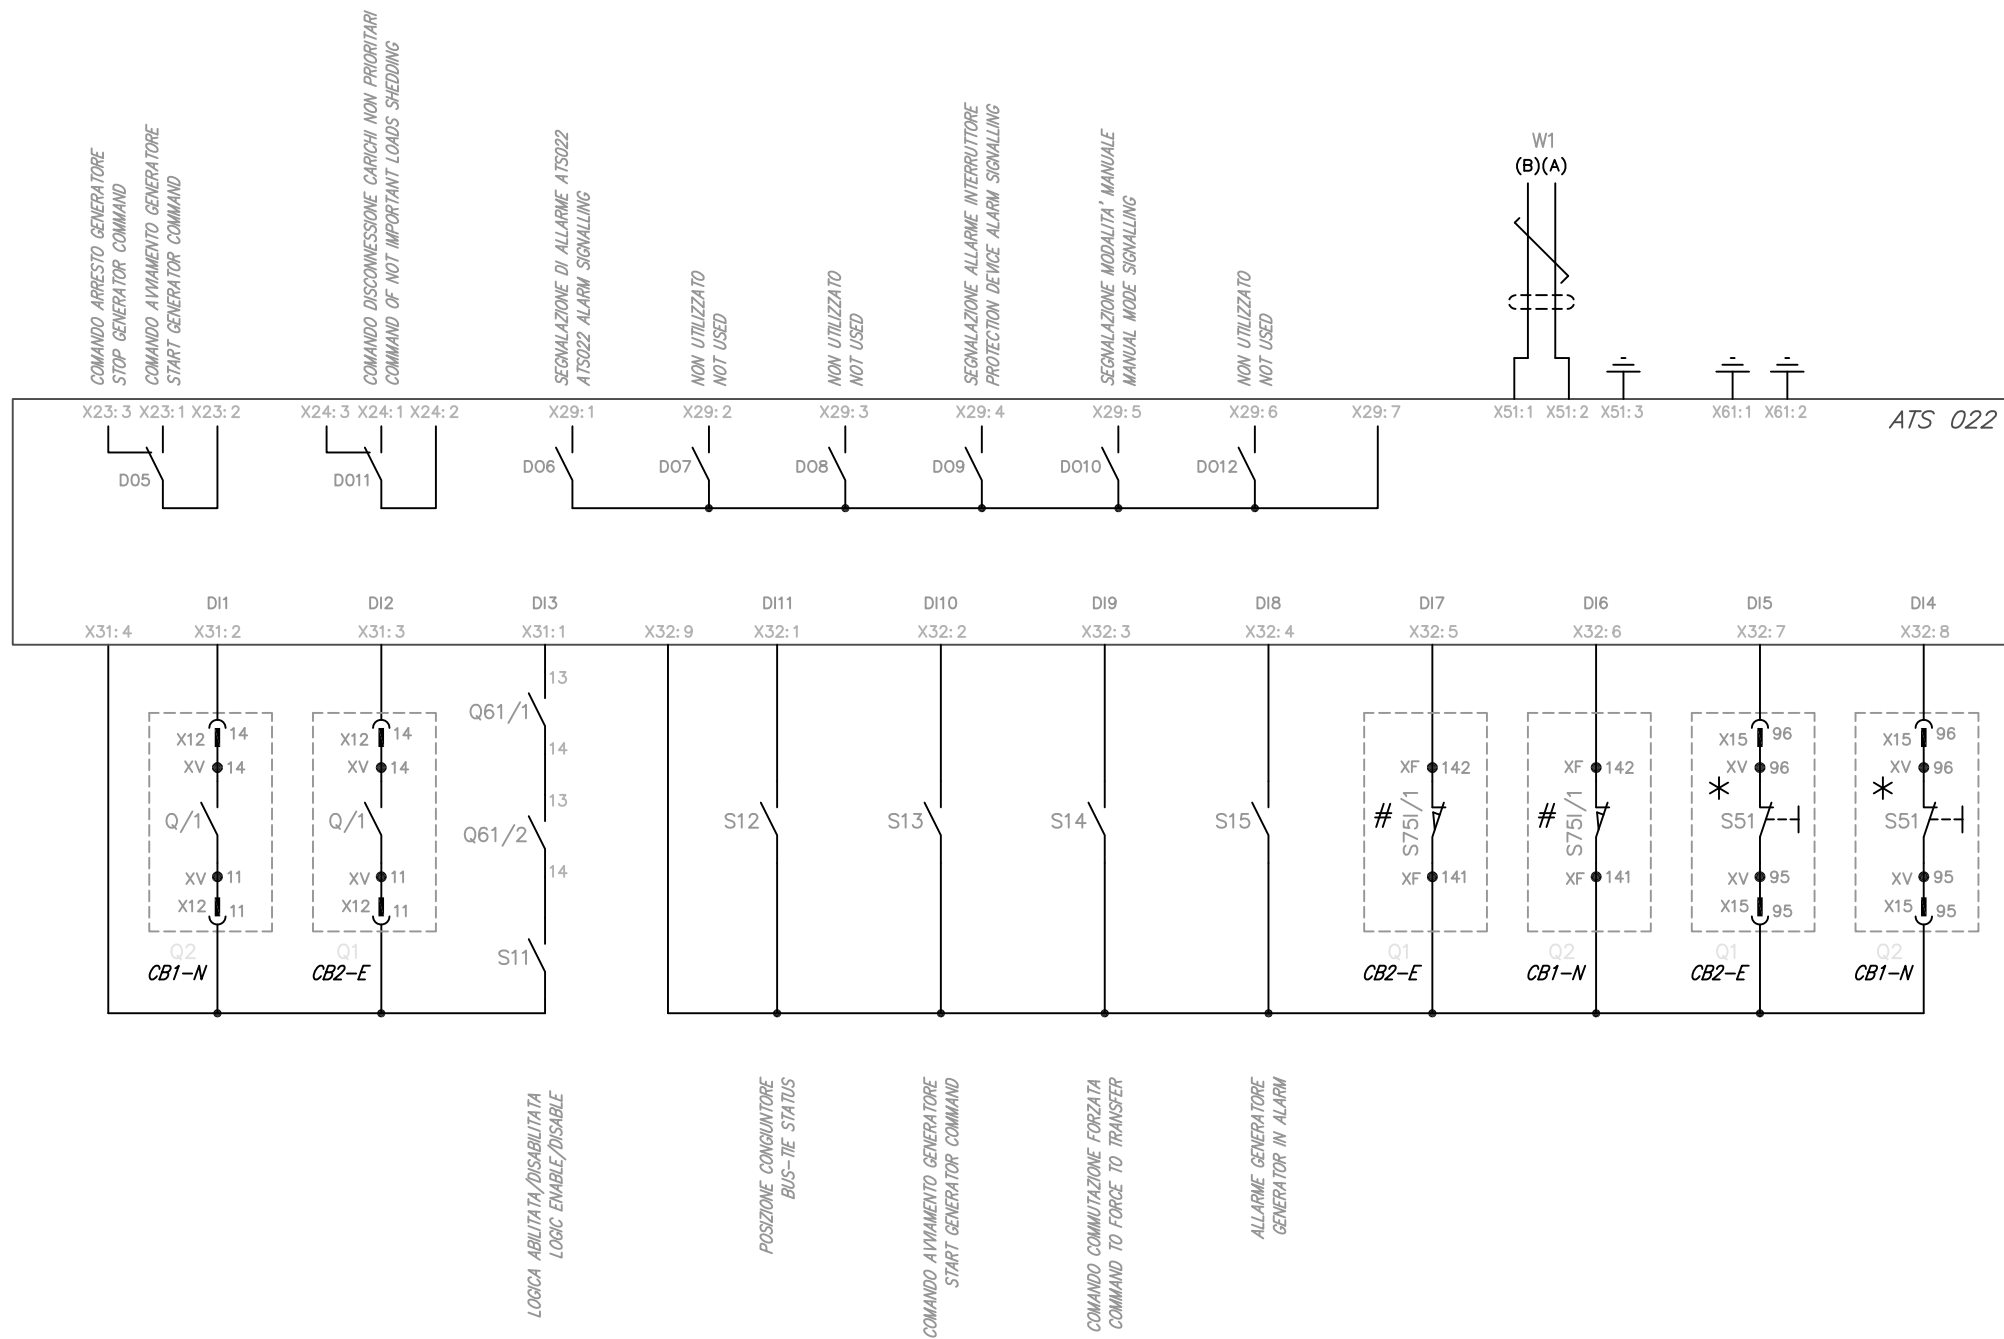 COMANDO ARRESTO GENERATORE
STOP GENERATOR COMMAND
COMANDO AVVIAMENTO GENERATORE
START GENERATOR COMMAND
COMANDO DISCONNESSIONE CARICHI NON PRIORITARI
COMMAND OF NOT IMPORTANT LOADS SHEDDING
SEGNALAZIONE DI ALLARME ATS022
ATS022 ALARM SIGNALLING
NON UTILIZZATO
NOT USED
NON UTILIZZATO
NOT USED
SEGNALAZIONE ALLARME INTERRUTTORE
PROTECTION DEVICE ALARM SIGNALLING
SEGNALAZIONE MODALITA' MANUALE
MANUAL MODE SIGNALLING
NON UTILIZZATO
NOT USED
W1
(B)(A)
X23:3 X23:1 X23:2 X24:3 X24:1 X24:2 X29:1 X29:2 X29:3 X29:4 X29:5 X29:6 X29:7 X51:1 X51:2 X51:3 X61:1 X61:2
ATS 022
DO5 DO11 DO6 DO7 DO8 DO9 DO10 DO12
DI1 DI2 DI3 DI11 DI10 DI9 DI8 DI7 DI6 DI5 DI4
X31:4 X31:2 X31:3 X31:1 X32:9 X32:1 X32:2 X32:3 X32:4 X32:5 X32:6 X32:7 X32:8
13
Q61/1
14
13
Q61/2
14
S11
X12 14
XV 14
Q/1
XV 11
X12 11
Q2
CB1-N
X12 14
XV 14
Q/1
XV 11
X12 11
Q1
CB2-E
S12 S13 S14 S15
XF 142
# S75I/1
XF 141
Q1
CB2-E
XF 142
# S75I/1
XF 141
Q2
CB1-N
X15 96
XV 96
*
S51
XV 95
X15 95
Q1
CB2-E
X15 96
XV 96
*
S51
XV 95
X15 95
Q2
CB1-N
LOGICA ABILITATA/DISABILITATA
LOGIC ENABLE/DISABLE
POSIZIONE CONGIUNTORE
BUS-TIE STATUS
COMANDO AVVIAMENTO GENERATORE
START GENERATOR COMMAND
COMANDO COMMUTAZIONE FORZATA
COMMAND TO FORCE TO TRANSFER
ALLARME GENERATORE
GENERATOR IN ALARM